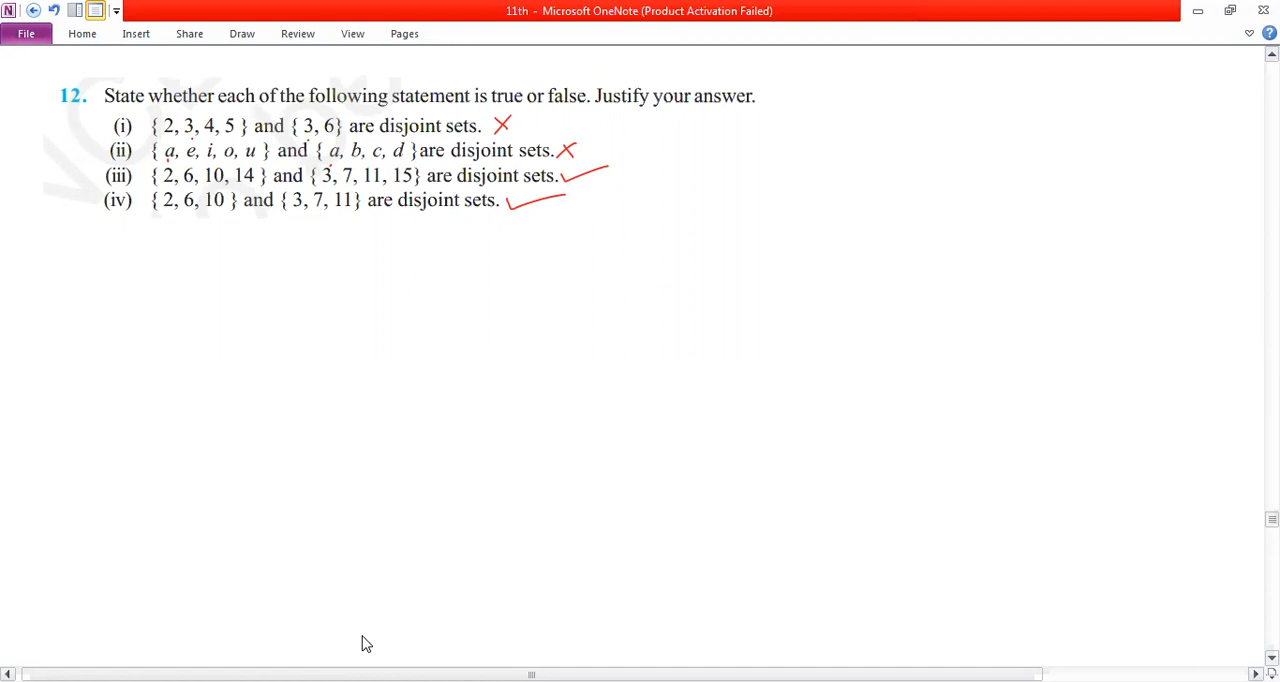 11th - Microsoft OneNote (Product Activation Failed)
File Home Insert Share Draw Review View Pages
12. State whether each of the following statement is true or false. Justify your answer.
(i) { 2, 3, 4, 5 } and { 3, 6} are disjoint sets.
(ii) { a, e, i, o, u } and { a, b, c, d }are disjoint sets.
(iii) { 2, 6, 10, 14 } and { 3, 7, 11, 15} are disjoint sets.
(iv) { 2, 6, 10 } and { 3, 7, 11} are disjoint sets.